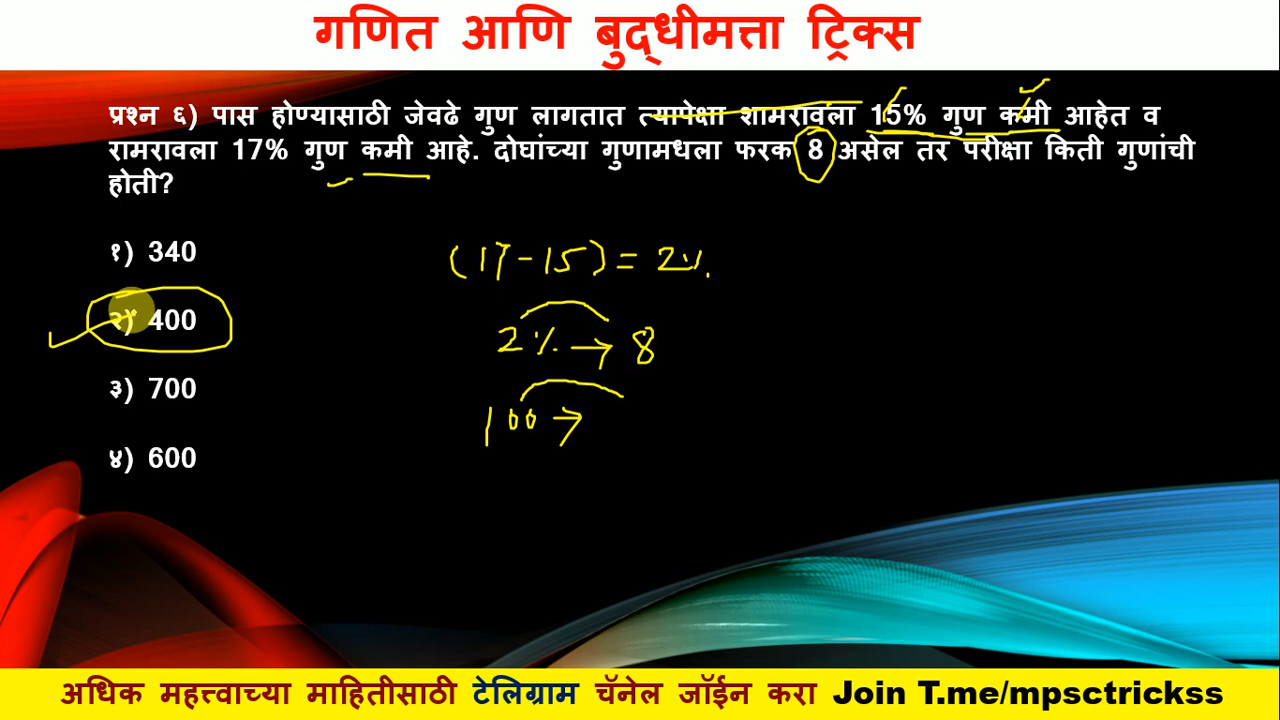 गणित आणि बुद्धीमत्ता ट्रिक्स
प्रश्न ६) पास होण्यासाठी जेवढे गुण लागतात त्यापेक्षा शामरावला 15% गुण कमी आहेत व
रामरावला 17% गुण कमी आहे. दोघांच्या गुणामधला फरक 8 असेल तर परीक्षा किती गुणांची
होती?
१) 340
(17-15) = 2%.
२) 400
2% → 8
३) 700
100 →
४) 600
अधिक महत्त्वाच्या माहितीसाठी टेलिग्राम चॅनेल जॉईन करा Join T.me/mpsctrickss